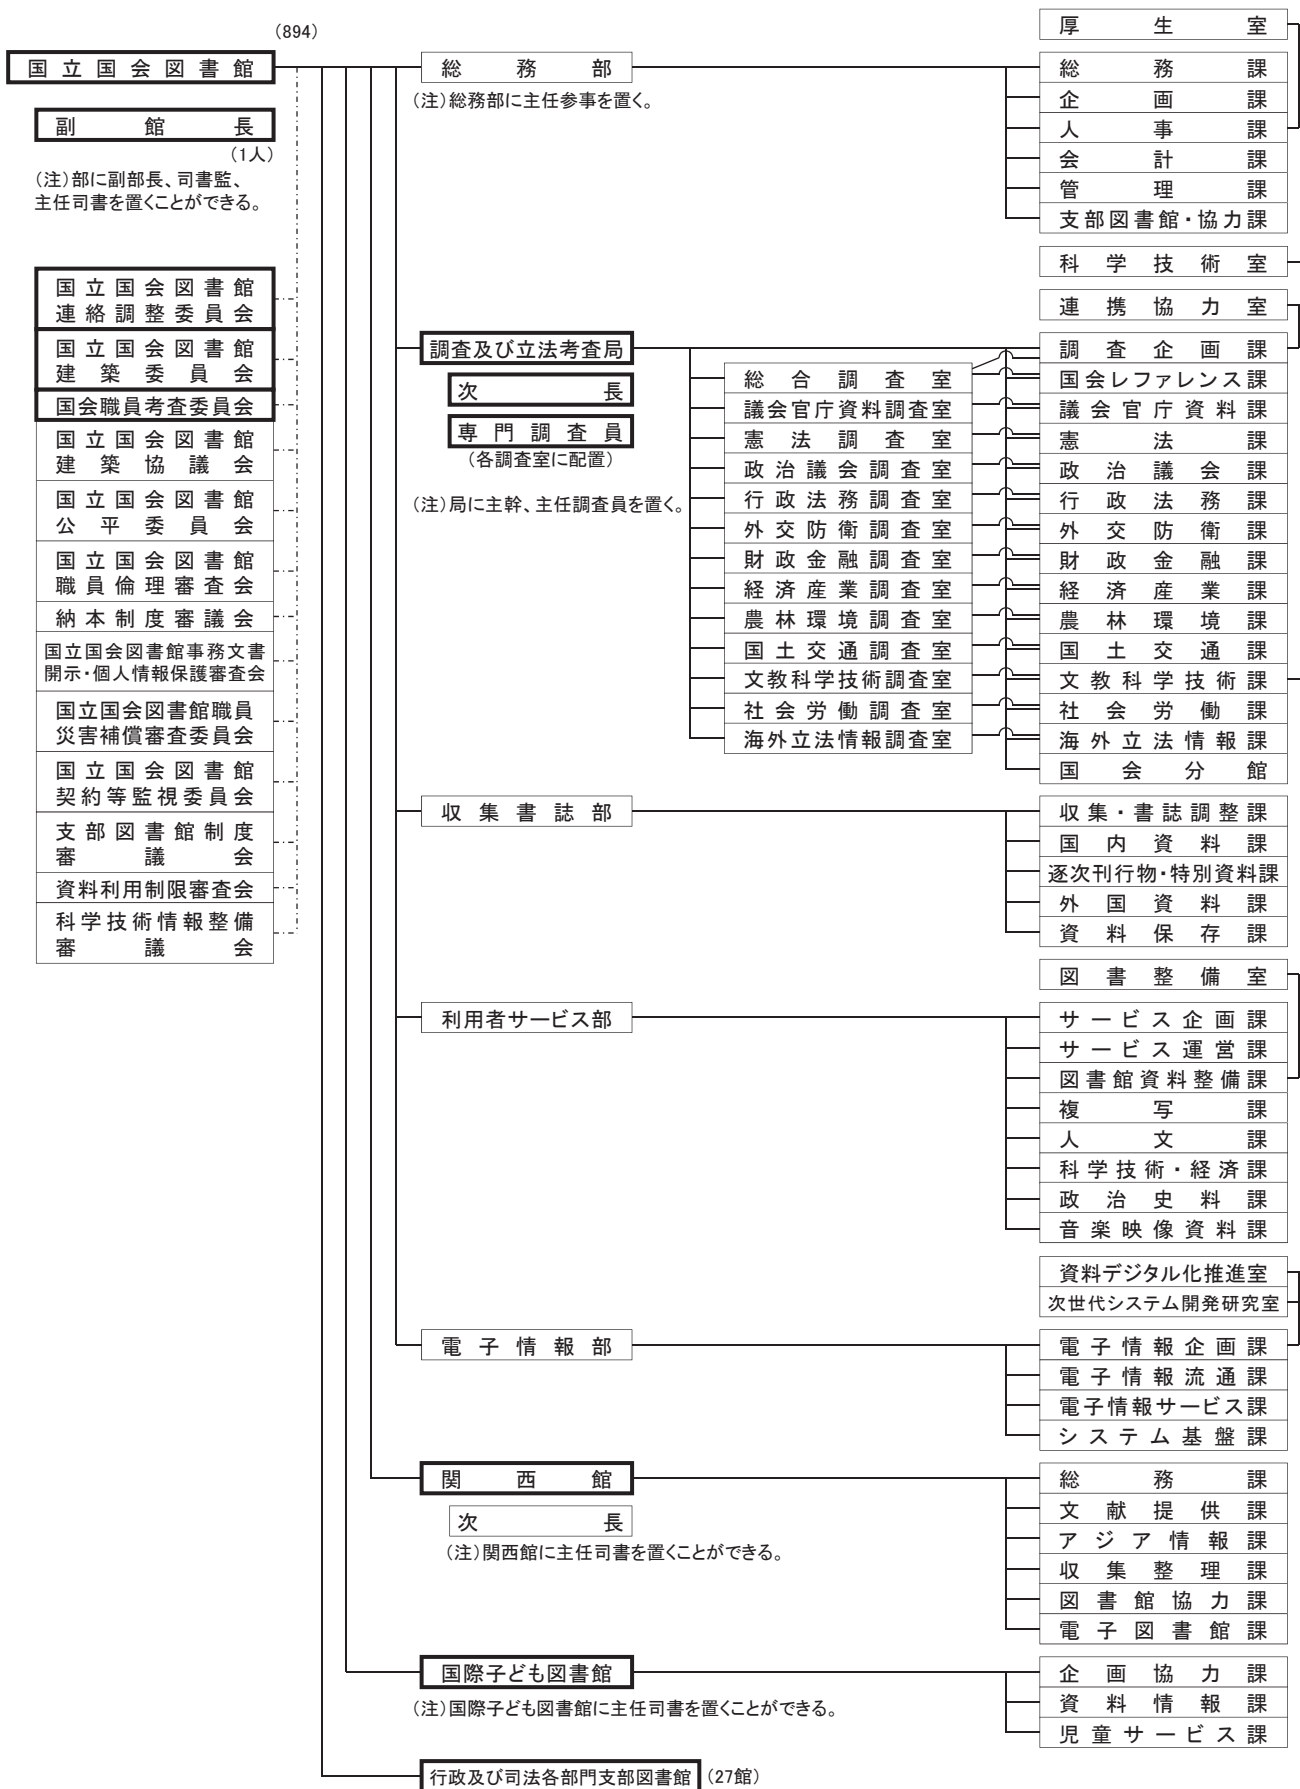 (894)
国立国会図書館
副館長
(1人)
(注)部に副部長、司書監、
主任司書を置くことができる。
国立国会図書館
連絡調整委員会
国立国会図書館
建築委員会
国会職員考査委員会
国立国会図書館
建築協議会
国立国会図書館
公平委員会
国立国会図書館
職員倫理審査会
納本制度審議会
国立国会図書館事務文書
開示・個人情報保護審査会
国立国会図書館職員
災害補償審査委員会
国立国会図書館
契約等監視委員会
支部図書館制度
審議会
資料利用制限審査会
科学技術情報整備
審議会
総務部
(注)総務部に主任参事を置く。
厚生室
総務課
企画課
人事課
会計課
管理課
支部図書館・協力課
科学技術室
連携協力室
調査及び立法考査局
次長
専門調査員
(各調査室に配置)
(注)局に主幹、主任調査員を置く。
総合調査室
議会官庁資料調査室
憲法調査室
政治議会調査室
行政法務調査室
外交防衛調査室
財政金融調査室
経済産業調査室
農林環境調査室
国土交通調査室
文教科学技術調査室
社会労働調査室
海外立法情報調査室
調査企画課
国会レファレンス課
議会官庁資料課
憲法課
政治議会課
行政法務課
外交防衛課
財政金融課
経済産業課
農林環境課
国土交通課
文教科学技術課
社会労働課
海外立法情報課
国会分館
収集書誌部
収集・書誌調整課
国内資料課
逐次刊行物・特別資料課
外国資料課
資料保存課
図書整備室
利用者サービス部
サービス企画課
サービス運営課
図書館資料整備課
複写課
人文課
科学技術・経済課
政治史料課
音楽映像資料課
資料デジタル化推進室
次世代システム開発研究室
電子情報部
電子情報企画課
電子情報流通課
電子情報サービス課
システム基盤課
関西館
次長
(注)関西館に主任司書を置くことができる。
総務課
文献提供課
アジア情報課
収集整理課
図書館協力課
電子図書館課
国際子ども図書館
(注)国際子ども図書館に主任司書を置くことができる。
企画協力課
資料情報課
児童サービス課
行政及び司法各部門支部図書館 (27館)